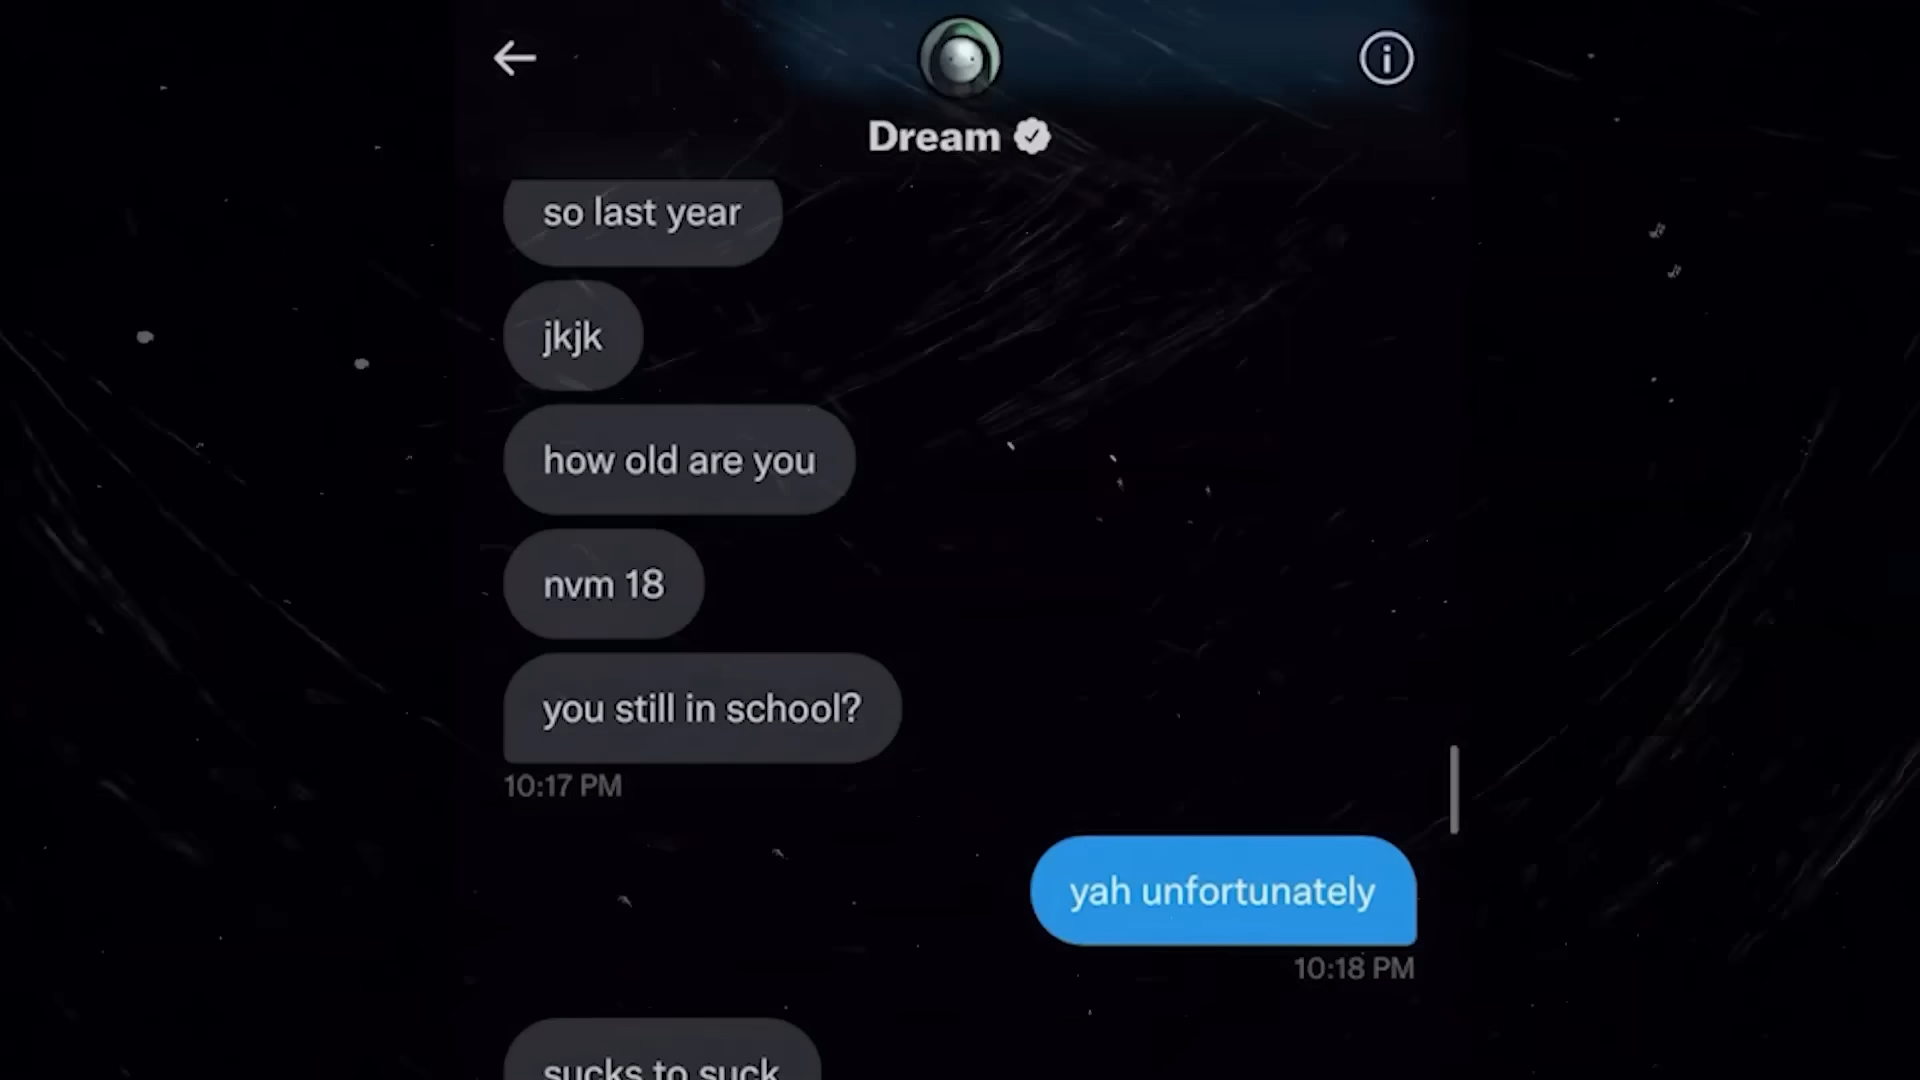 Dream
so last year
jkjk
how old are you
nvm 18
you still in school?
10:17 PM
yah unfortunately
10:18 PM
sucks to suck